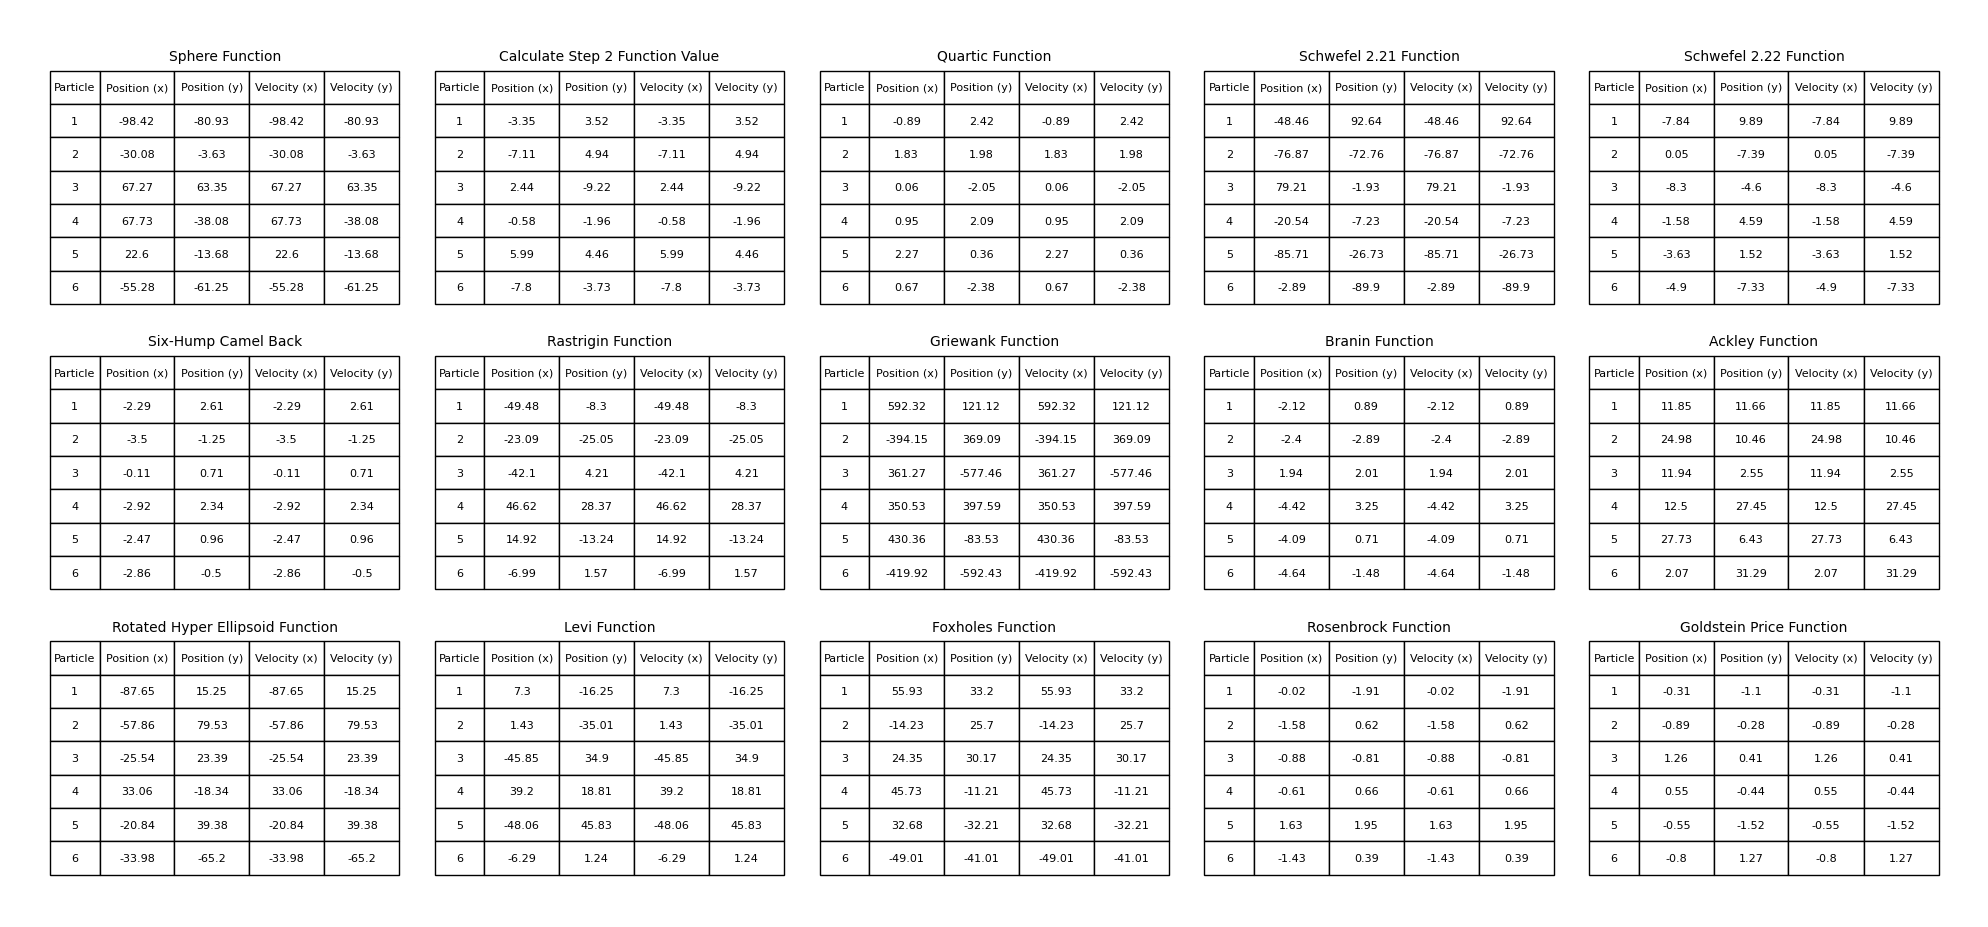 Sphere Function
Particle Position (x) Position (y) Velocity (x) Velocity (y)
1 -98.42 -80.93 -98.42 -80.93
2 -30.08 -3.63 -30.08 -3.63
3 67.27 63.35 67.27 63.35
4 67.73 -38.08 67.73 -38.08
5 22.6 -13.68 22.6 -13.68
6 -55.28 -61.25 -55.28 -61.25
Calculate Step 2 Function Value
Particle Position (x) Position (y) Velocity (x) Velocity (y)
1 -3.35 3.52 -3.35 3.52
2 -7.11 4.94 -7.11 4.94
3 2.44 -9.22 2.44 -9.22
4 -0.58 -1.96 -0.58 -1.96
5 5.99 4.46 5.99 4.46
6 -7.8 -3.73 -7.8 -3.73
Quartic Function
Particle Position (x) Position (y) Velocity (x) Velocity (y)
1 -0.89 2.42 -0.89 2.42
2 1.83 1.98 1.83 1.98
3 0.06 -2.05 0.06 -2.05
4 0.95 2.09 0.95 2.09
5 2.27 0.36 2.27 0.36
6 0.67 -2.38 0.67 -2.38
Schwefel 2.21 Function
Particle Position (x) Position (y) Velocity (x) Velocity (y)
1 -48.46 92.64 -48.46 92.64
2 -76.87 -72.76 -76.87 -72.76
3 79.21 -1.93 79.21 -1.93
4 -20.54 -7.23 -20.54 -7.23
5 -85.71 -26.73 -85.71 -26.73
6 -2.89 -89.9 -2.89 -89.9
Schwefel 2.22 Function
Particle Position (x) Position (y) Velocity (x) Velocity (y)
1 -7.84 9.89 -7.84 9.89
2 0.05 -7.39 0.05 -7.39
3 -8.3 -4.6 -8.3 -4.6
4 -1.58 4.59 -1.58 4.59
5 -3.63 1.52 -3.63 1.52
6 -4.9 -7.33 -4.9 -7.33
Six-Hump Camel Back
Particle Position (x) Position (y) Velocity (x) Velocity (y)
1 -2.29 2.61 -2.29 2.61
2 -3.5 -1.25 -3.5 -1.25
3 -0.11 0.71 -0.11 0.71
4 -2.92 2.34 -2.92 2.34
5 -2.47 0.96 -2.47 0.96
6 -2.86 -0.5 -2.86 -0.5
Rastrigin Function
Particle Position (x) Position (y) Velocity (x) Velocity (y)
1 -49.48 -8.3 -49.48 -8.3
2 -23.09 -25.05 -23.09 -25.05
3 -42.1 4.21 -42.1 4.21
4 46.62 28.37 46.62 28.37
5 14.92 -13.24 14.92 -13.24
6 -6.99 1.57 -6.99 1.57
Griewank Function
Particle Position (x) Position (y) Velocity (x) Velocity (y)
1 592.32 121.12 592.32 121.12
2 -394.15 369.09 -394.15 369.09
3 361.27 -577.46 361.27 -577.46
4 350.53 397.59 350.53 397.59
5 430.36 -83.53 430.36 -83.53
6 -419.92 -592.43 -419.92 -592.43
Branin Function
Particle Position (x) Position (y) Velocity (x) Velocity (y)
1 -2.12 0.89 -2.12 0.89
2 -2.4 -2.89 -2.4 -2.89
3 1.94 2.01 1.94 2.01
4 -4.42 3.25 -4.42 3.25
5 -4.09 0.71 -4.09 0.71
6 -4.64 -1.48 -4.64 -1.48
Ackley Function
Particle Position (x) Position (y) Velocity (x) Velocity (y)
1 11.85 11.66 11.85 11.66
2 24.98 10.46 24.98 10.46
3 11.94 2.55 11.94 2.55
4 12.5 27.45 12.5 27.45
5 27.73 6.43 27.73 6.43
6 2.07 31.29 2.07 31.29
Rotated Hyper Ellipsoid Function
Particle Position (x) Position (y) Velocity (x) Velocity (y)
1 -87.65 15.25 -87.65 15.25
2 -57.86 79.53 -57.86 79.53
3 -25.54 23.39 -25.54 23.39
4 33.06 -18.34 33.06 -18.34
5 -20.84 39.38 -20.84 39.38
6 -33.98 -65.2 -33.98 -65.2
Levi Function
Particle Position (x) Position (y) Velocity (x) Velocity (y)
1 7.3 -16.25 7.3 -16.25
2 1.43 -35.01 1.43 -35.01
3 -45.85 34.9 -45.85 34.9
4 39.2 18.81 39.2 18.81
5 -48.06 45.83 -48.06 45.83
6 -6.29 1.24 -6.29 1.24
Foxholes Function
Particle Position (x) Position (y) Velocity (x) Velocity (y)
1 55.93 33.2 55.93 33.2
2 -14.23 25.7 -14.23 25.7
3 24.35 30.17 24.35 30.17
4 45.73 -11.21 45.73 -11.21
5 32.68 -32.21 32.68 -32.21
6 -49.01 -41.01 -49.01 -41.01
Rosenbrock Function
Particle Position (x) Position (y) Velocity (x) Velocity (y)
1 -0.02 -1.91 -0.02 -1.91
2 -1.58 0.62 -1.58 0.62
3 -0.88 -0.81 -0.88 -0.81
4 -0.61 0.66 -0.61 0.66
5 1.63 1.95 1.63 1.95
6 -1.43 0.39 -1.43 0.39
Goldstein Price Function
Particle Position (x) Position (y) Velocity (x) Velocity (y)
1 -0.31 -1.1 -0.31 -1.1
2 -0.89 -0.28 -0.89 -0.28
3 1.26 0.41 1.26 0.41
4 0.55 -0.44 0.55 -0.44
5 -0.55 -1.52 -0.55 -1.52
6 -0.8 1.27 -0.8 1.27